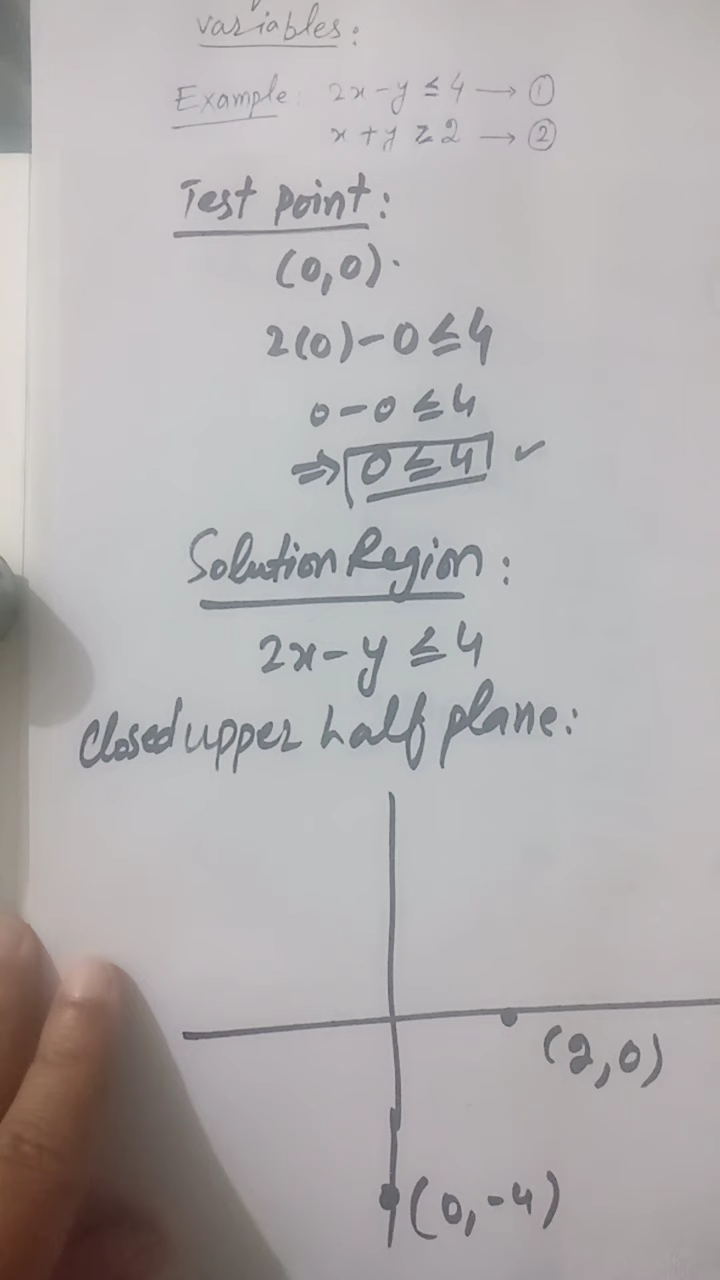 variables:
Example: 2x-y ≤ 4 → ①
x + y ≥ 2 → ②
Test point:
(0,0).
2(0)-0 ≤ 4
0-0 ≤ 4
⇒ 0 ≤ 4 ✓
Solution Region:
2x-y ≤ 4
Closed upper half plane:
(2,0)
(0,-4)